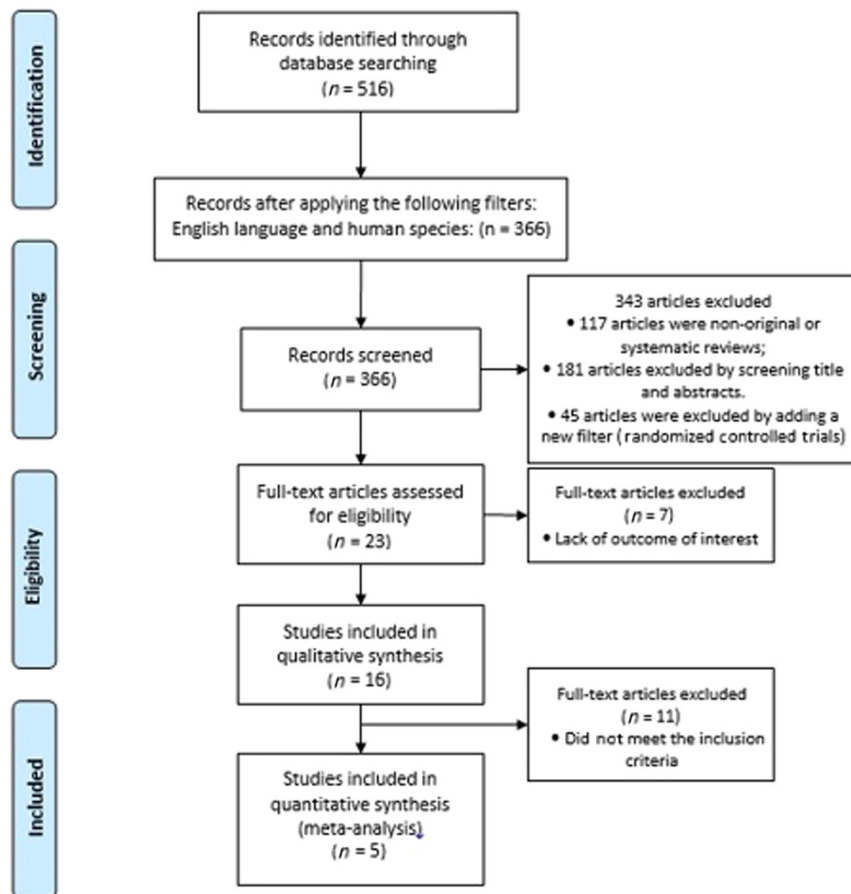 Identification
Records identified through
database searching
(n = 516)
Records after applying the following filters:
English language and human species: (n = 366)
Screening
Records screened
(n = 366)
343 articles excluded
• 117 articles were non-original or
systematic reviews;
• 181 articles excluded by screening title
and abstracts.
• 45 articles were excluded by adding a
new filter (randomized controlled trials)
Eligibility
Full-text articles assessed
for eligibility
(n = 23)
Full-text articles excluded
(n = 7)
• Lack of outcome of interest
Studies included in
qualitative synthesis
(n = 16)
Full-text articles excluded
(n = 11)
• Did not meet the inclusion
criteria
Included
Studies included in
quantitative synthesis
(meta-analysis)
(n = 5)